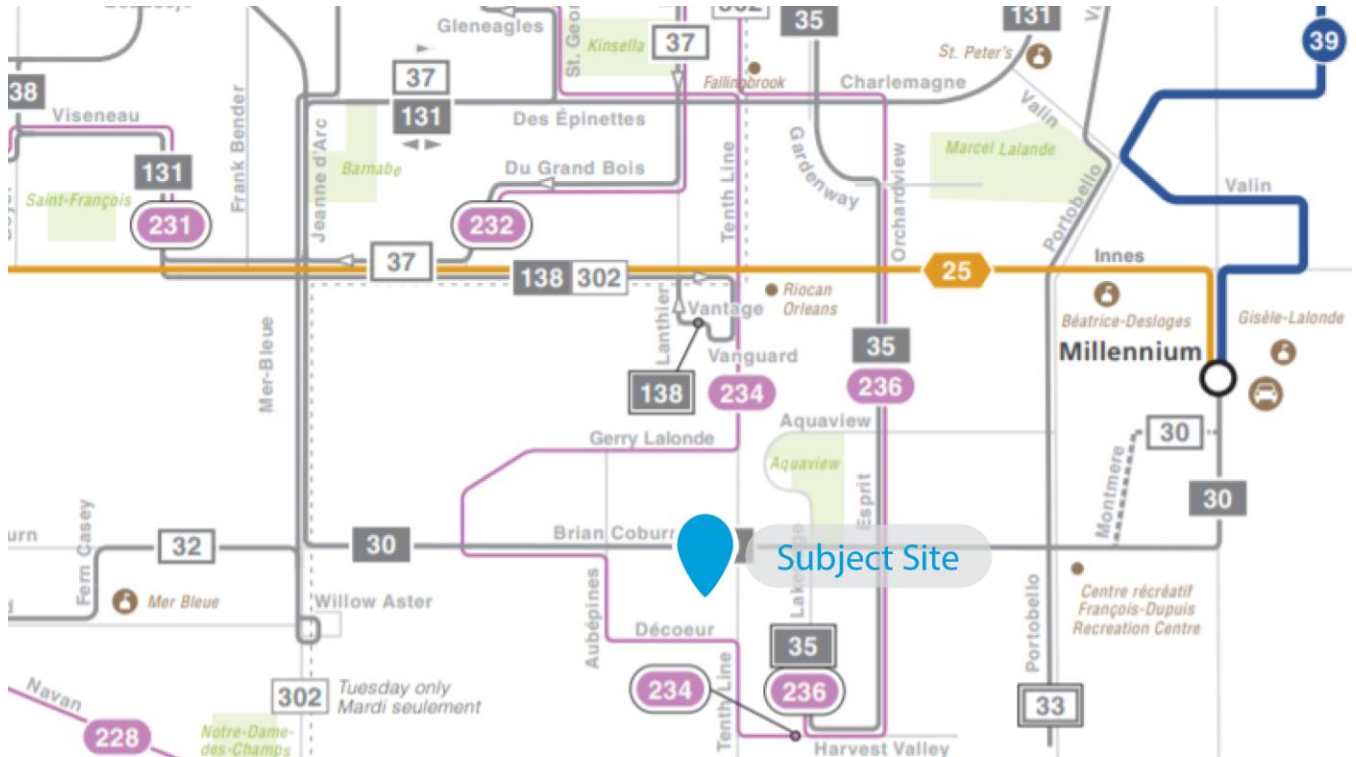 Gleneagles
St. Geor
Kinsella
37
302
35
131
St. Peter's
39
38
Viseneau
37
131
Fallingbrook
Charlemagne
Des Épinettes
Valin
Frank Bender
Jeanne d'Arc
Barnabe
131
Du Grand Bois
Tenth Line
Gardenway
Orchardview
Marcel Lalande
Portobello
Valin
Saint-François
231
232
37
138
302
25
Innes
Lanthier
Vantage
Riocan
Orleans
Béatrice-Desloges
Gisèle-Lalonde
Millennium
Vanguard
35
Mer-Bleue
138
234
236
Gerry Lalonde
Aquaview
Aquaview
30
Montmere
30
Esprit
urn
Fern Casey
32
30
Brian Coburn
Subject Site
Mer Bleue
Willow Aster
Aubépines
Décoeur
35
Centre récréatif
François-Dupuis
Recreation Centre
Portobello
Navan
302
Tuesday only
Mardi seulement
234
Tenth Line
236
33
228
Notre-Dame-
des-Champs
Harvest Valley